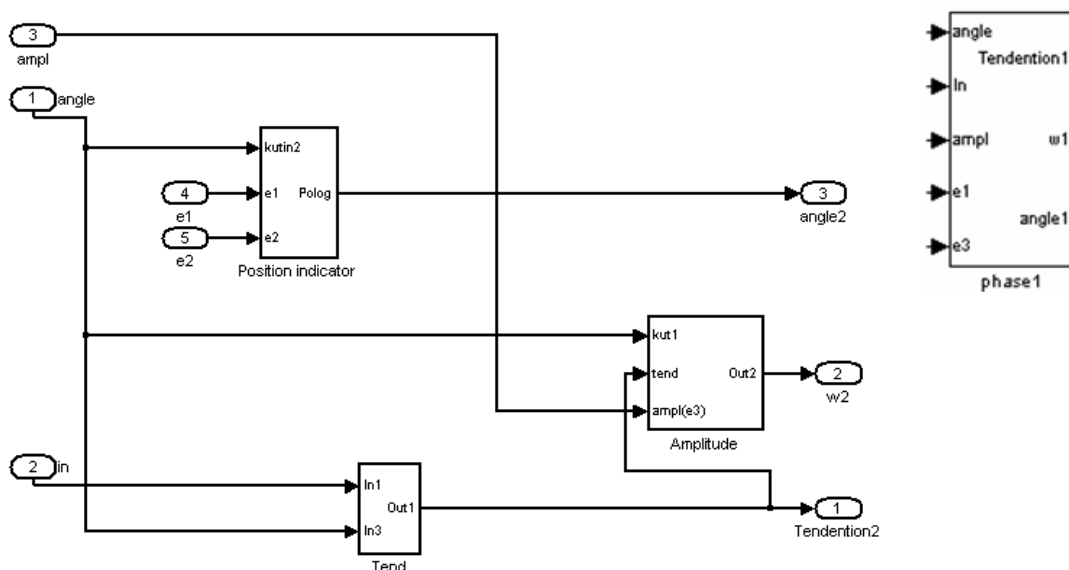 3
ampl
1
angle
kutin2
4
e1
e1
Polog
5
e2
e2
Position indicator
3
angle2
kut1
tend
Out2
ampl(e3)
Amplitude
2
w2
2
in
In1
Out1
In3
Tend
1
Tendention2
angle
Tendention1
In
ampl
w1
e1
angle1
e3
phase1